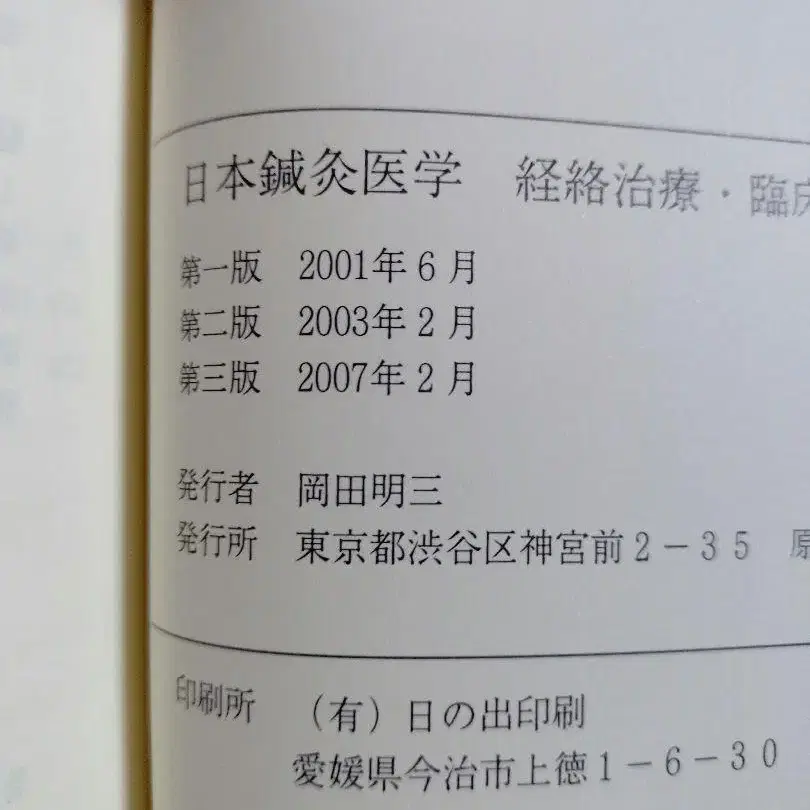 日本鍼灸医学　経絡治療・臨床
第一版　2001年6月
第二版　2003年2月
第三版　2007年2月
発行者　岡田明三
発行所　東京都渋谷区神宮前2－35　原
印刷所　（有）日の出印刷
愛媛県今治市上徳1－6－30